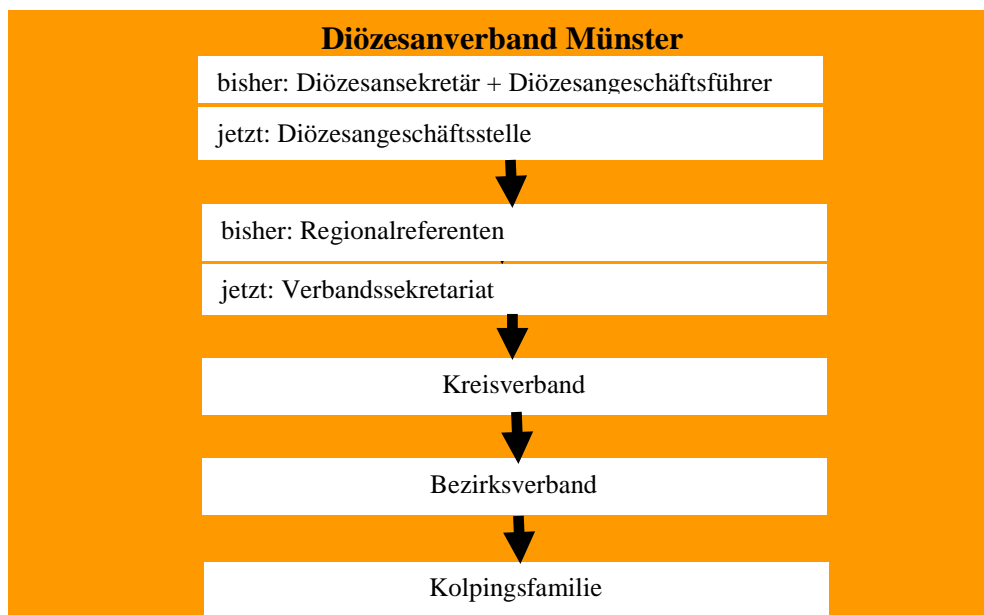 Diözesanverband Münster
bisher: Diözesansekretär + Diözesangeschäftsführer
jetzt: Diözesangeschäftsstelle
bisher: Regionalreferenten
jetzt: Verbandssekretariat
Kreisverband
Bezirksverband
Kolpingsfamilie